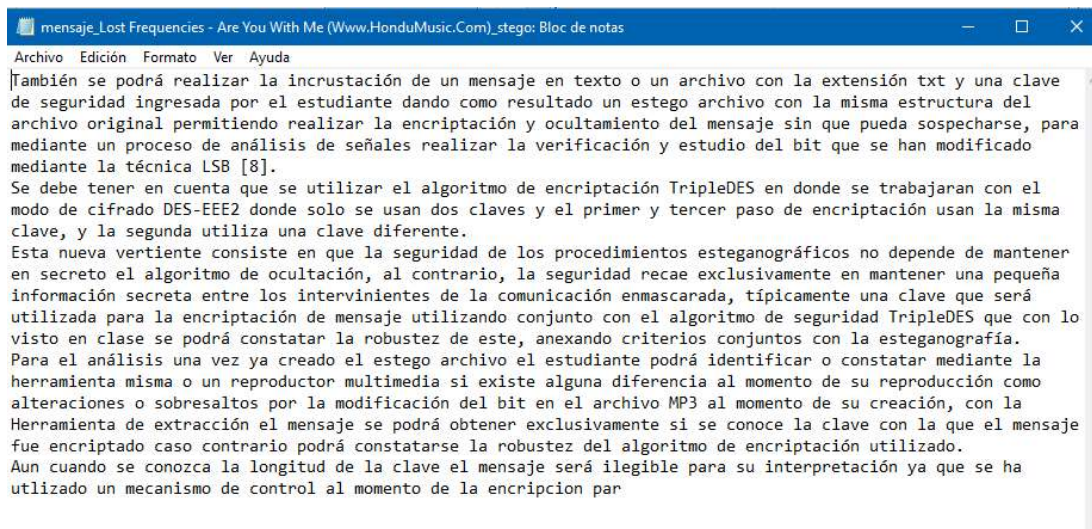 mensaje_Lost Frequencies - Are You With Me (Www.HonduMusic.Com)_stego: Bloc de notas
Archivo Edición Formato Ver Ayuda
También se podrá realizar la incrustación de un mensaje en texto o un archivo con la extensión txt y una clave
de seguridad ingresada por el estudiante dando como resultado un estego archivo con la misma estructura del
archivo original permitiendo realizar la encriptación y ocultamiento del mensaje sin que pueda sospecharse, para
mediante un proceso de análisis de señales realizar la verificación y estudio del bit que se han modificado
mediante la técnica LSB [8].
Se debe tener en cuenta que se utilizar el algoritmo de encriptación TripleDES en donde se trabajaran con el
modo de cifrado DES-EEE2 donde solo se usan dos claves y el primer y tercer paso de encriptación usan la misma
clave, y la segunda utiliza una clave diferente.
Esta nueva vertiente consiste en que la seguridad de los procedimientos esteganográficos no depende de mantener
en secreto el algoritmo de ocultación, al contrario, la seguridad recae exclusivamente en mantener una pequeña
información secreta entre los intervinientes de la comunicación enmascarada, típicamente una clave que será
utilizada para la encriptación de mensaje utilizando conjunto con el algoritmo de seguridad TripleDES que con lo
visto en clase se podrá constatar la robustez de este, anexando criterios conjuntos con la esteganografía.
Para el análisis una vez ya creado el estego archivo el estudiante podrá identificar o constatar mediante la
herramienta misma o un reproductor multimedia si existe alguna diferencia al momento de su reproducción como
alteraciones o sobresaltos por la modificación del bit en el archivo MP3 al momento de su creación, con la
Herramienta de extracción el mensaje se podrá obtener exclusivamente si se conoce la clave con la que el mensaje
fue encriptado caso contrario podrá constatarse la robustez del algoritmo de encriptación utilizado.
Aun cuando se conozca la longitud de la clave el mensaje será ilegible para su interpretación ya que se ha
utlizado un mecanismo de control al momento de la encripcion par